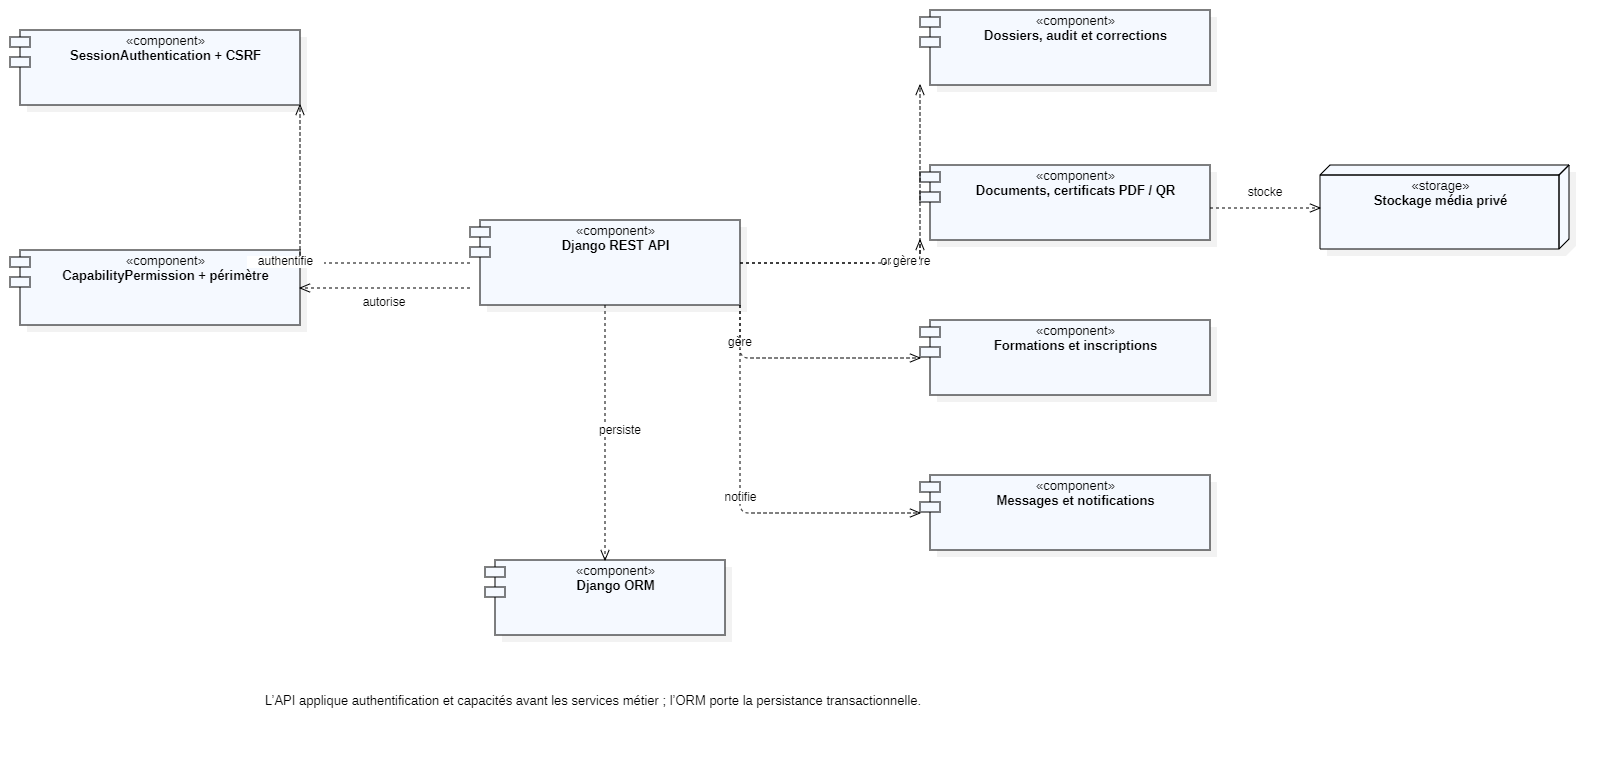 «component»
SessionAuthentication + CSRF
«component»
Dossiers, audit et corrections
«component»
Documents, certificats PDF / QR
stocke
«storage»
Stockage média privé
«component»
Django REST API
authentifie
«component»
CapabilityPermission + périmètre
autorise
gère
«component»
Formations et inscriptions
gère
persiste
notifie
«component»
Messages et notifications
«component»
Django ORM
L’API applique authentification et capacités avant les services métier ; l’ORM porte la persistance transactionnelle.